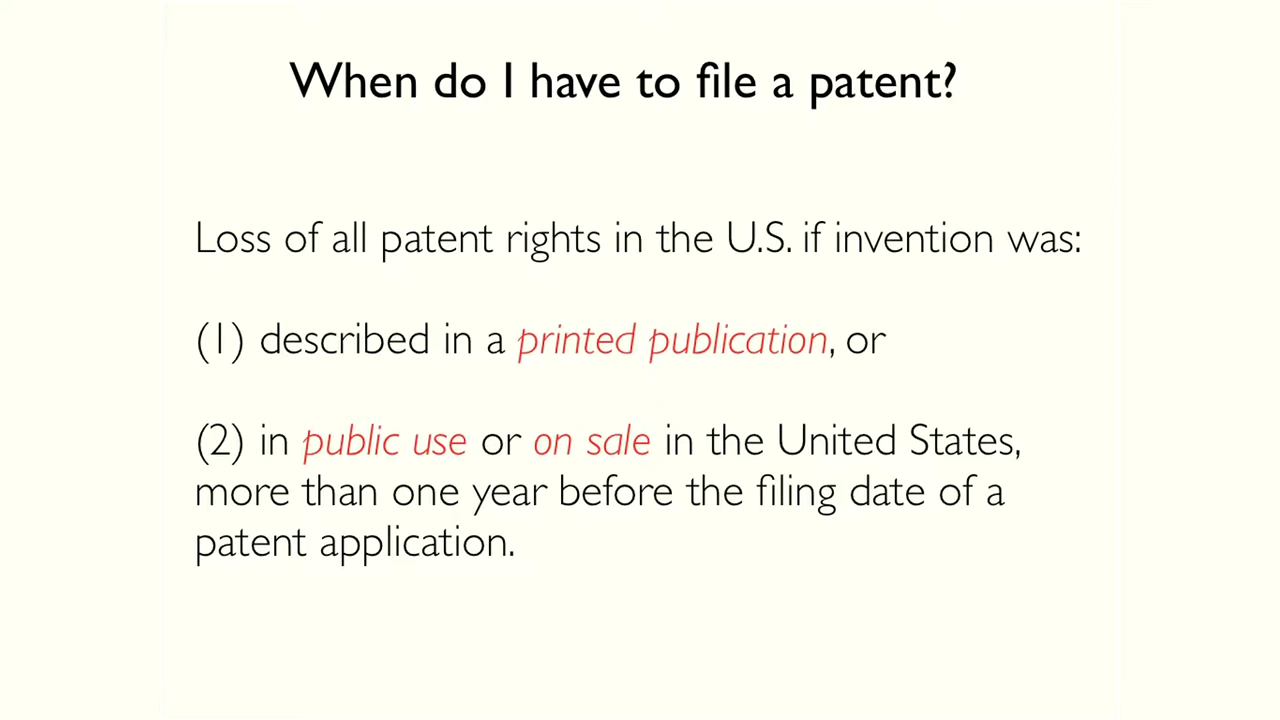 When do I have to file a patent?
Loss of all patent rights in the U.S. if invention was:
(1) described in a printed publication, or
(2) in public use or on sale in the United States,
more than one year before the filing date of a
patent application.